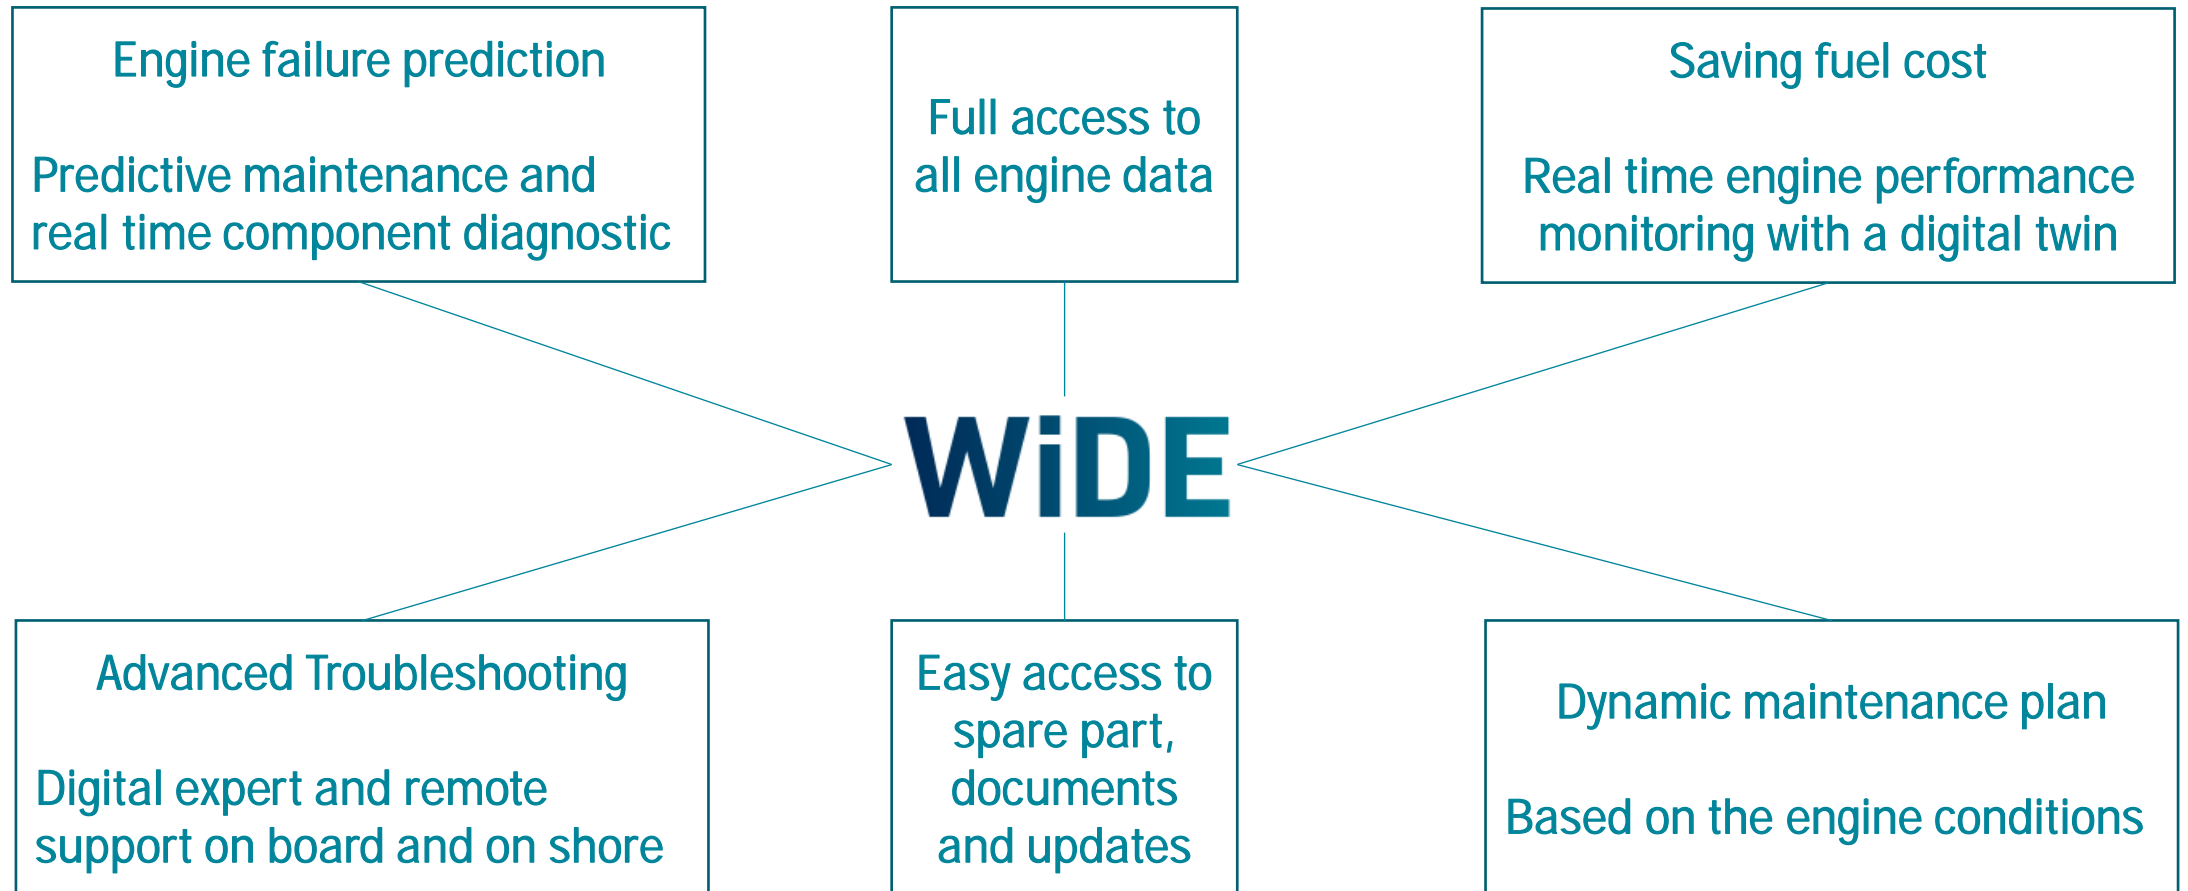 Engine failure prediction
Predictive maintenance and
real time component diagnostic
Full access to
all engine data
Saving fuel cost
Real time engine performance
monitoring with a digital twin
WiDE
Advanced Troubleshooting
Digital expert and remote
support on board and on shore
Easy access to
spare part,
documents
and updates
Dynamic maintenance plan
Based on the engine conditions